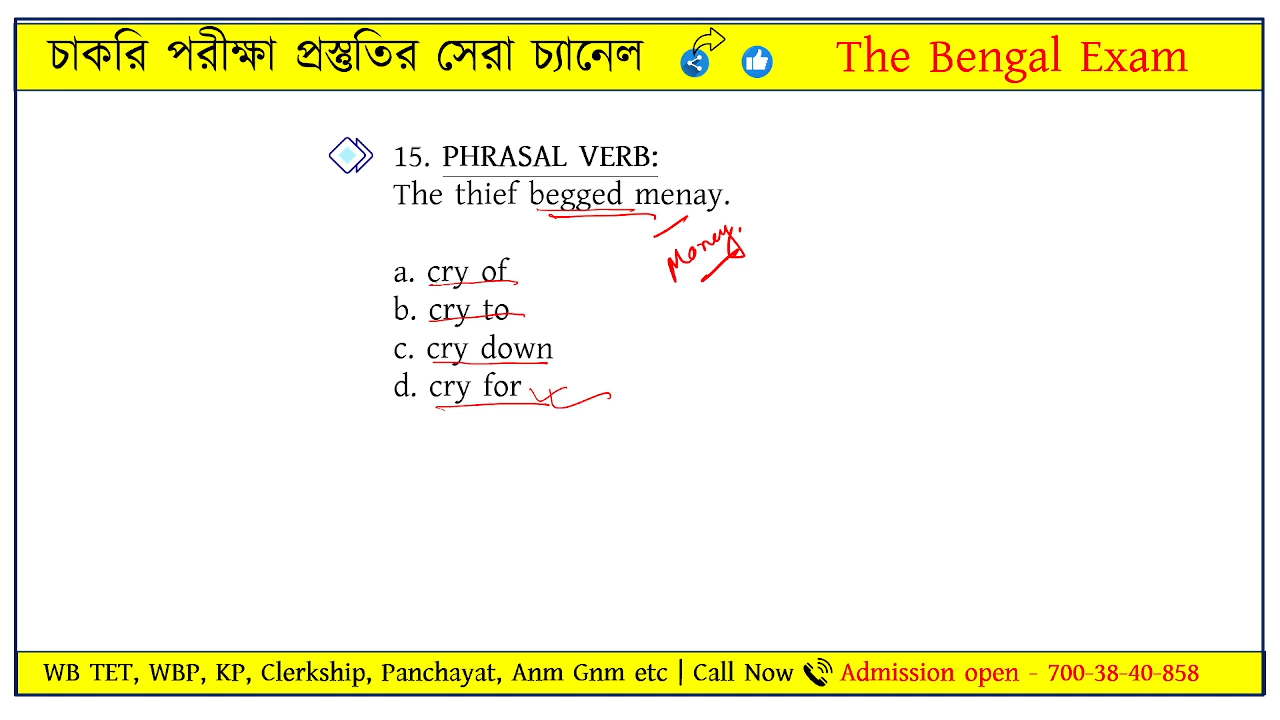 চাকরি পরীক্ষা প্রস্তুতির সেরা চ্যানেল The Bengal Exam
15. PHRASAL VERB:
The thief begged menay.
Money.
a. cry of
b. cry to
c. cry down
d. cry for
WB TET, WBP, KP, Clerkship, Panchayat, Anm Gnm etc | Call Now Admission open - 700-38-40-858